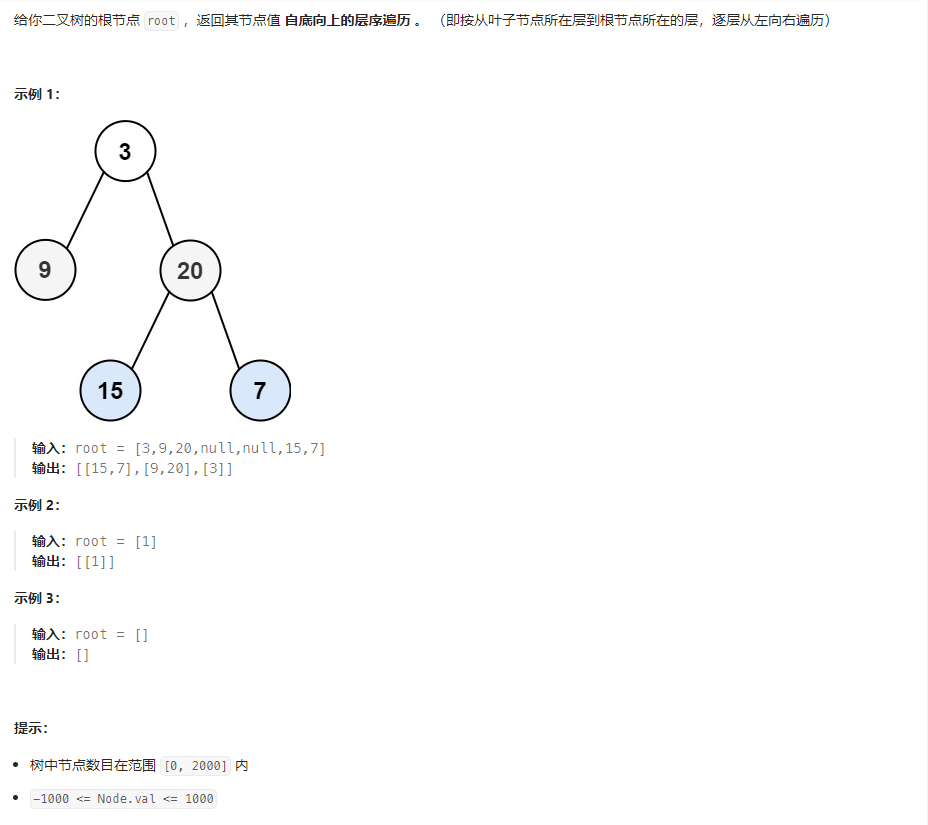 给你二叉树的根节点 root ，返回其节点值 自底向上的层序遍历 。 （即按从叶子节点所在层到根节点所在的层，逐层从左向右遍历）
示例 1：
3
9
20
15
7
输入：root = [3,9,20,null,null,15,7]
输出：[[15,7],[9,20],[3]]
示例 2：
输入：root = [1]
输出：[[1]]
示例 3：
输入：root = []
输出：[]
提示：
• 树中节点数目在范围 [0, 2000] 内
• -1000 <= Node.val <= 1000